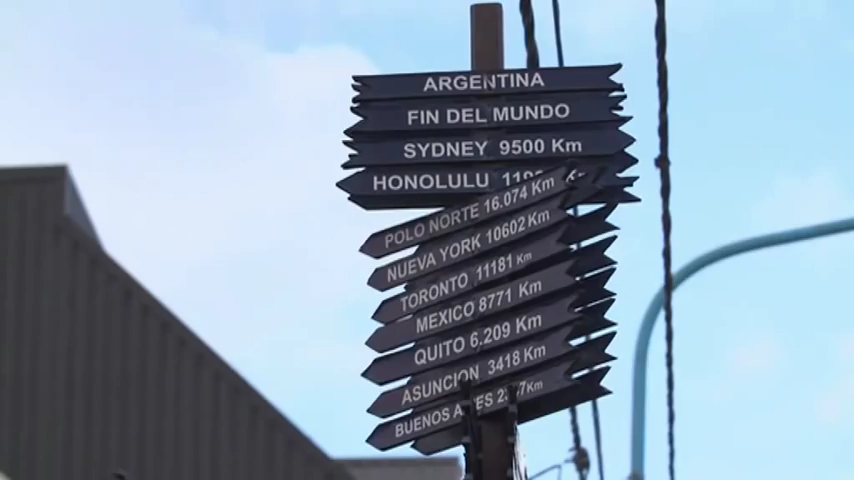 ARGENTINA
FIN DEL MUNDO
SYDNEY 9500 Km
HONOLULU
POLO NORTE 16.074 Km
NUEVA YORK 10602 Km
TORONTO 11181 Km
MEXICO 8771 Km
QUITO 6.209 Km
ASUNCION 3418 Km
BUENOS AIRES